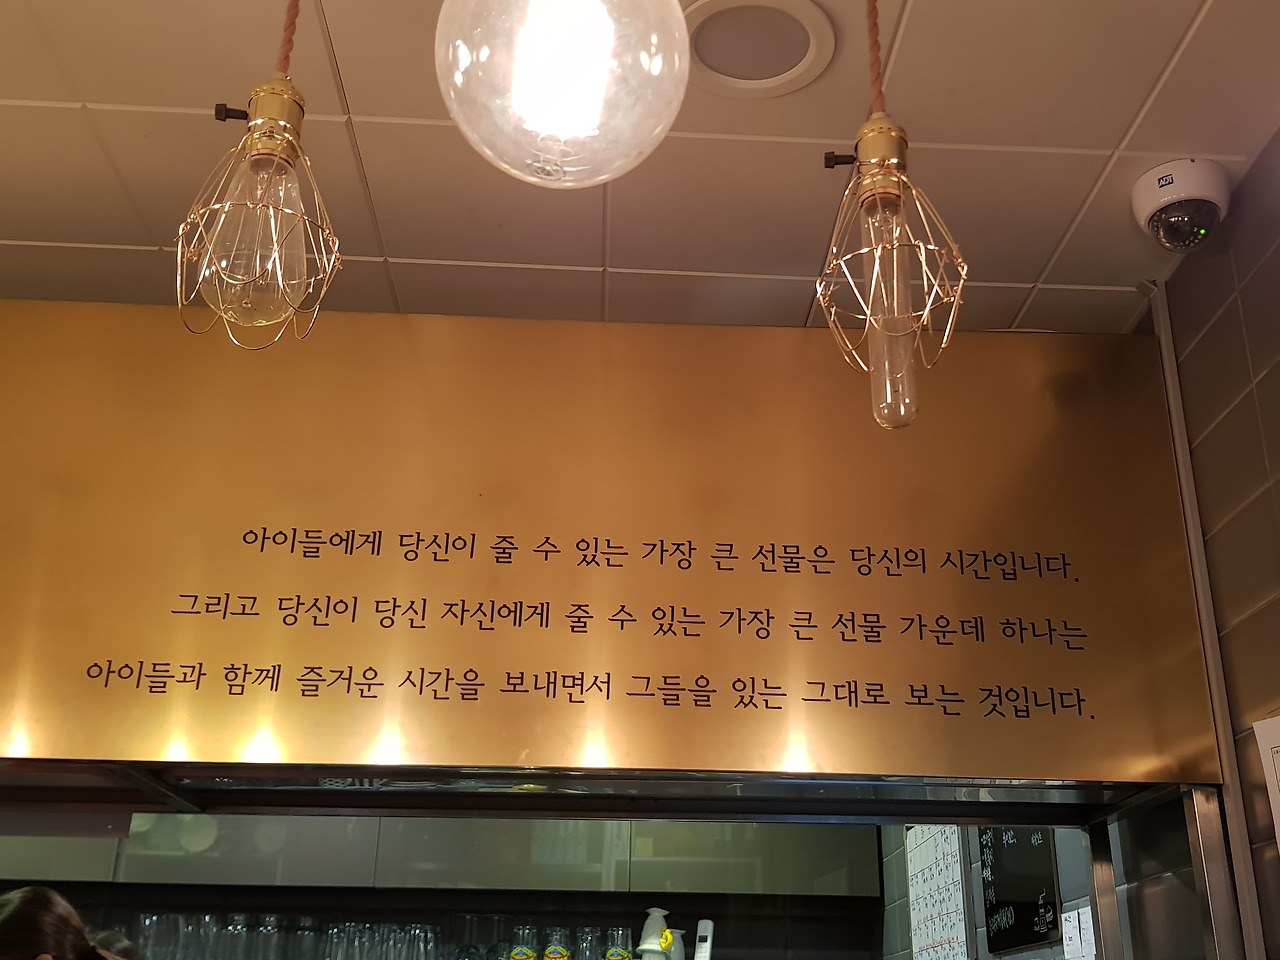 ADT
아이들에게 당신이 줄 수 있는 가장 큰 선물은 당신의 시간입니다.
그리고 당신이 당신 자신에게 줄 수 있는 가장 큰 선물 가운데 하나는
아이들과 함께 즐거운 시간을 보내면서 그들을 있는 그대로 보는 것입니다.